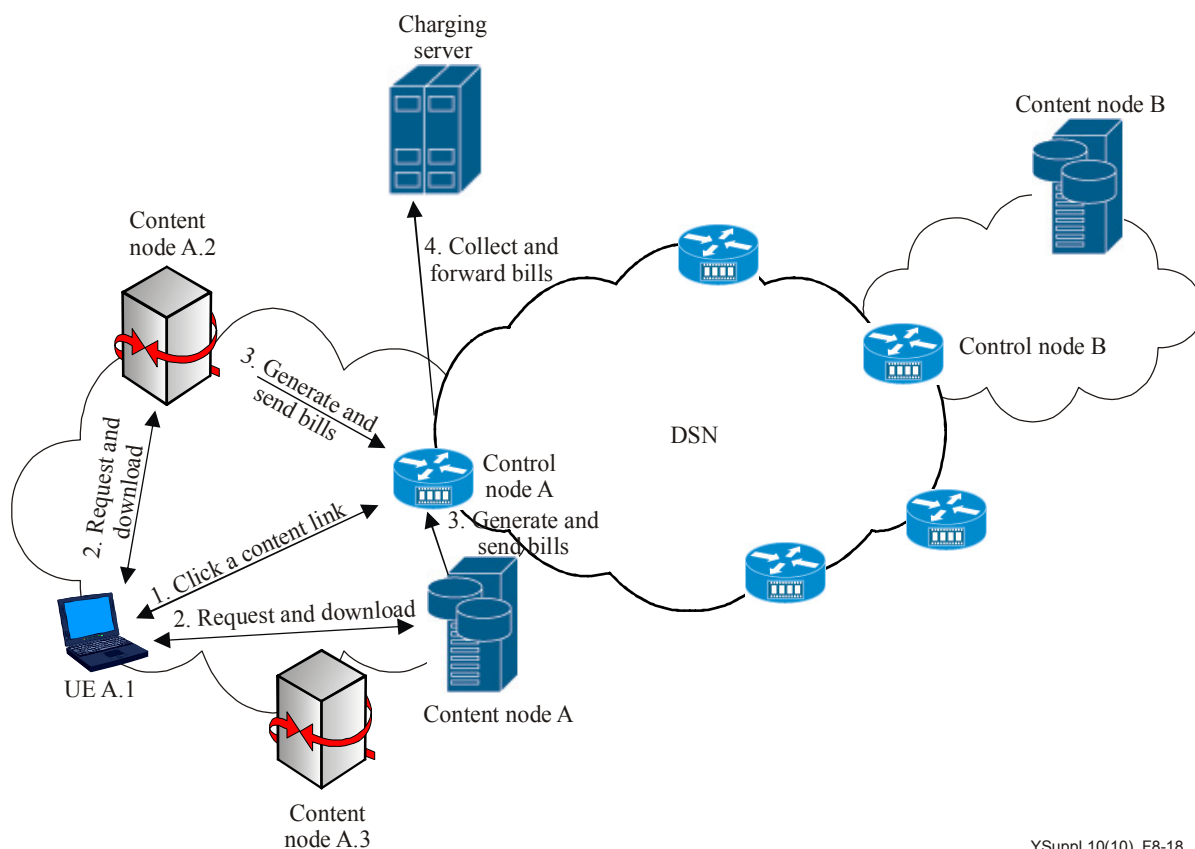 Charging
server
Content node B
Content
node A.2
4. Collect and
forward bills
3. Generate and
send bills
Control node B
DSN
2. Request and
download
Control
node A
1. Click a content link
3. Generate and
send bills
2. Request and download
UE A.1
Content node A
Content
node A.3
YSuppl.10(10)_F8-18